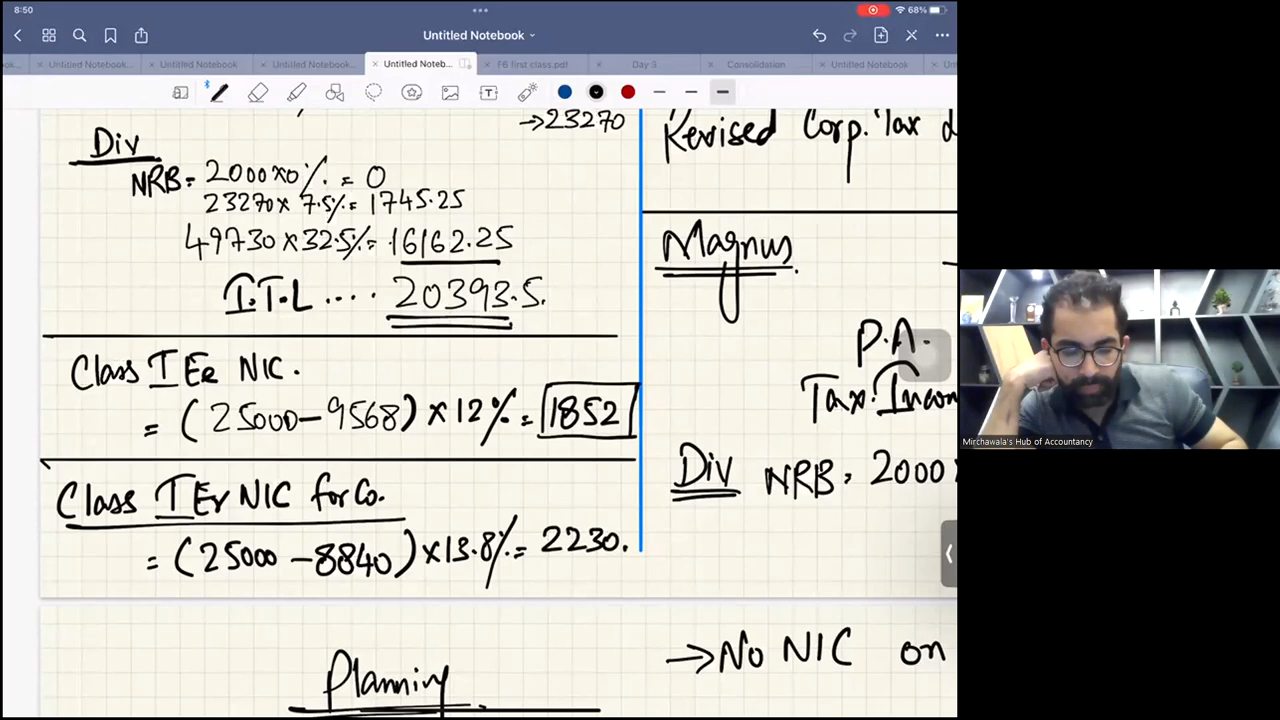 8:50
68%
Untitled Notebook
Untitled Notebook...
Untitled Notebook
Untitled Notebook...
Untitled Noteb...
F6 first class.pdf
Day 3
Consolidation
Untitled Notebook
→23270
Div
NRB = 2000x0% = 0
23270x 7.5% = 1745.25
49730 x 32.5% = 16162.25
I.T.L .... 20393.5.
Class I Ee NIC.
= (25000 - 9568) x 12% = 1852
Class I Er NIC for Co.
= (25000 - 8840) x 13.8% = 2230.
Planning
Revised Corp. Tax
Magnus
P.A.
Tax. Incom
Div NRB = 2000
→ No NIC on
Mirchawala's Hub of Accountancy